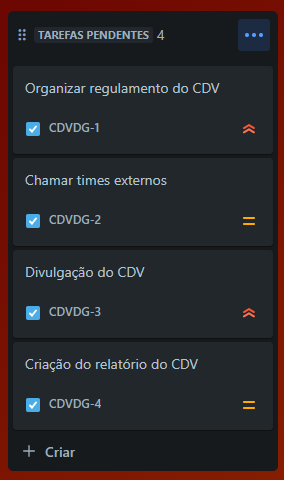 TAREFAS PENDENTES 4
Organizar regulamento do CDV
CDVDG-1
Chamar times externos
CDVDG-2
Divulgação do CDV
CDVDG-3
Criação do relatório do CDV
CDVDG-4
Criar